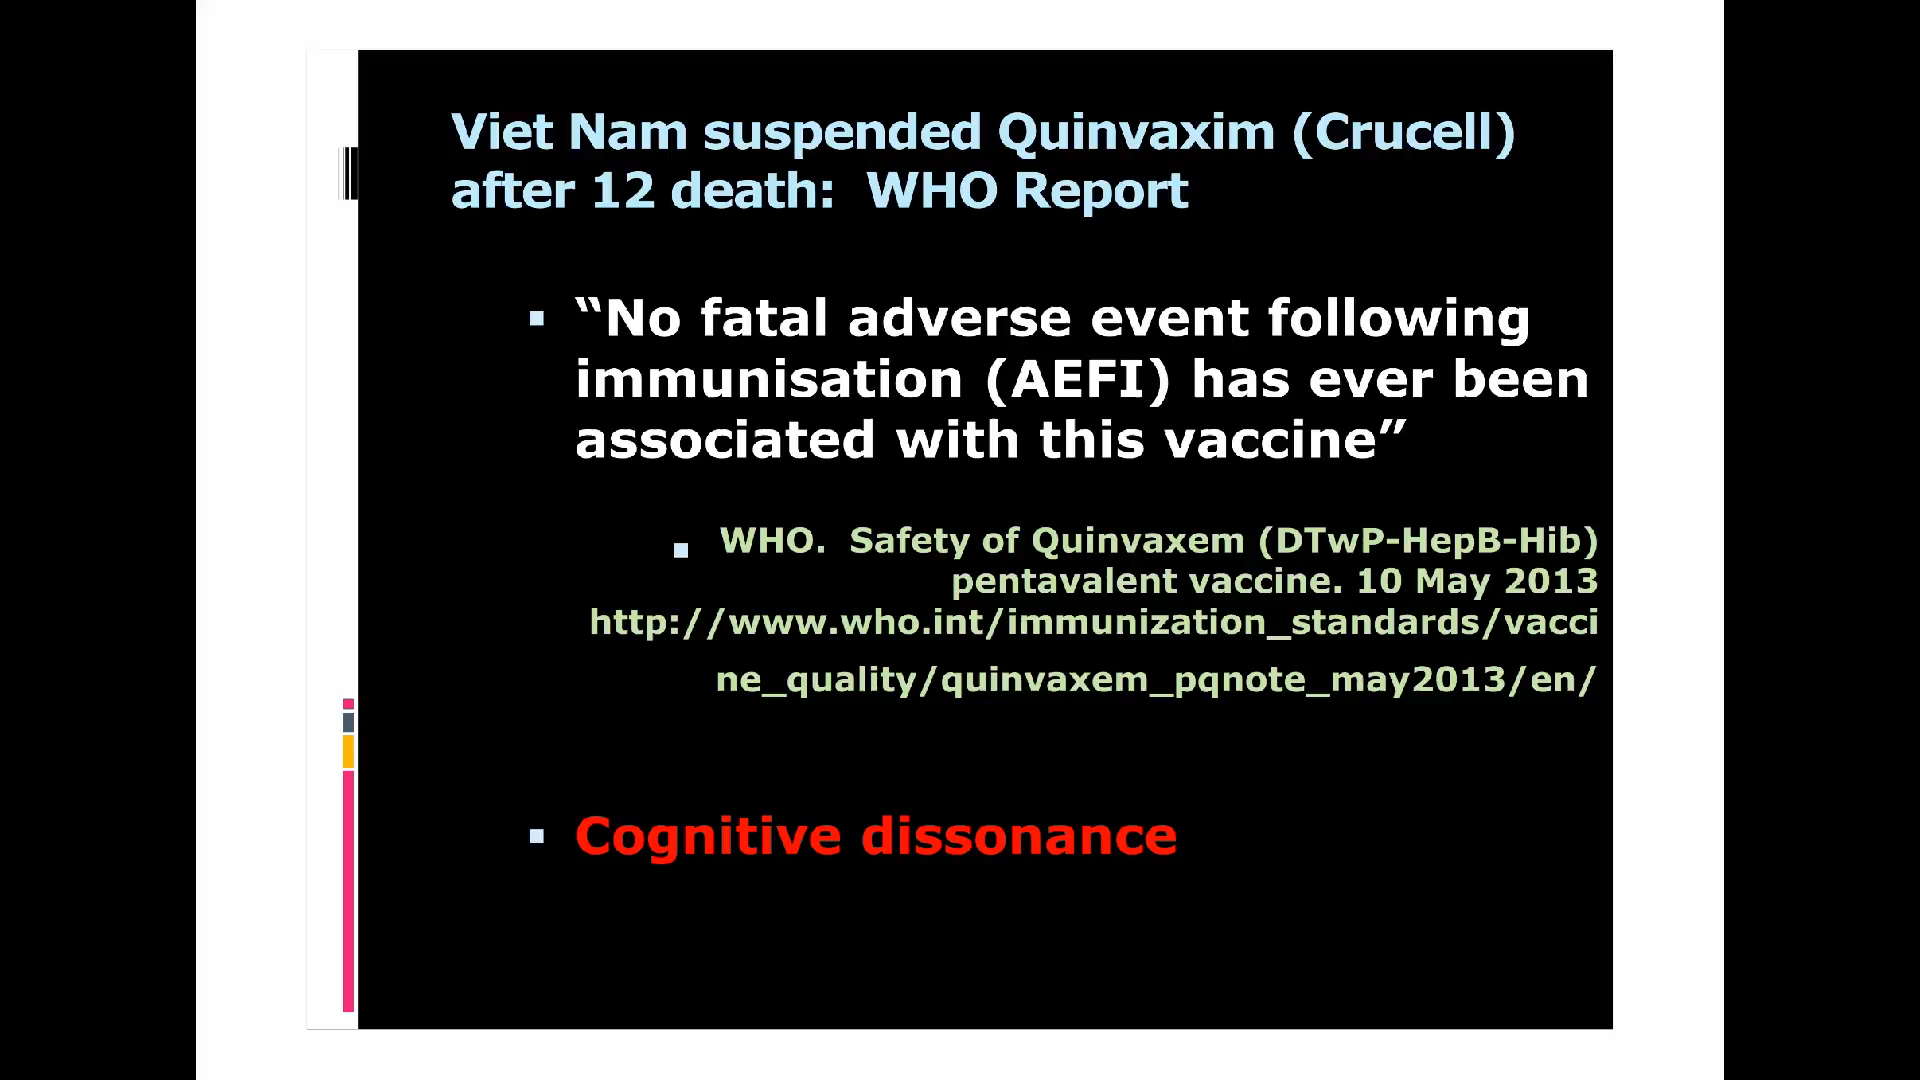 Viet Nam suspended Quinvaxim (Crucell)
after 12 death:  WHO Report
▪ “No fatal adverse event following
immunisation (AEFI) has ever been
associated with this vaccine”
▪ WHO.  Safety of Quinvaxem (DTwP-HepB-Hib)
pentavalent vaccine. 10 May 2013
http://www.who.int/immunization_standards/vacci
ne_quality/quinvaxem_pqnote_may2013/en/
▪ Cognitive dissonance